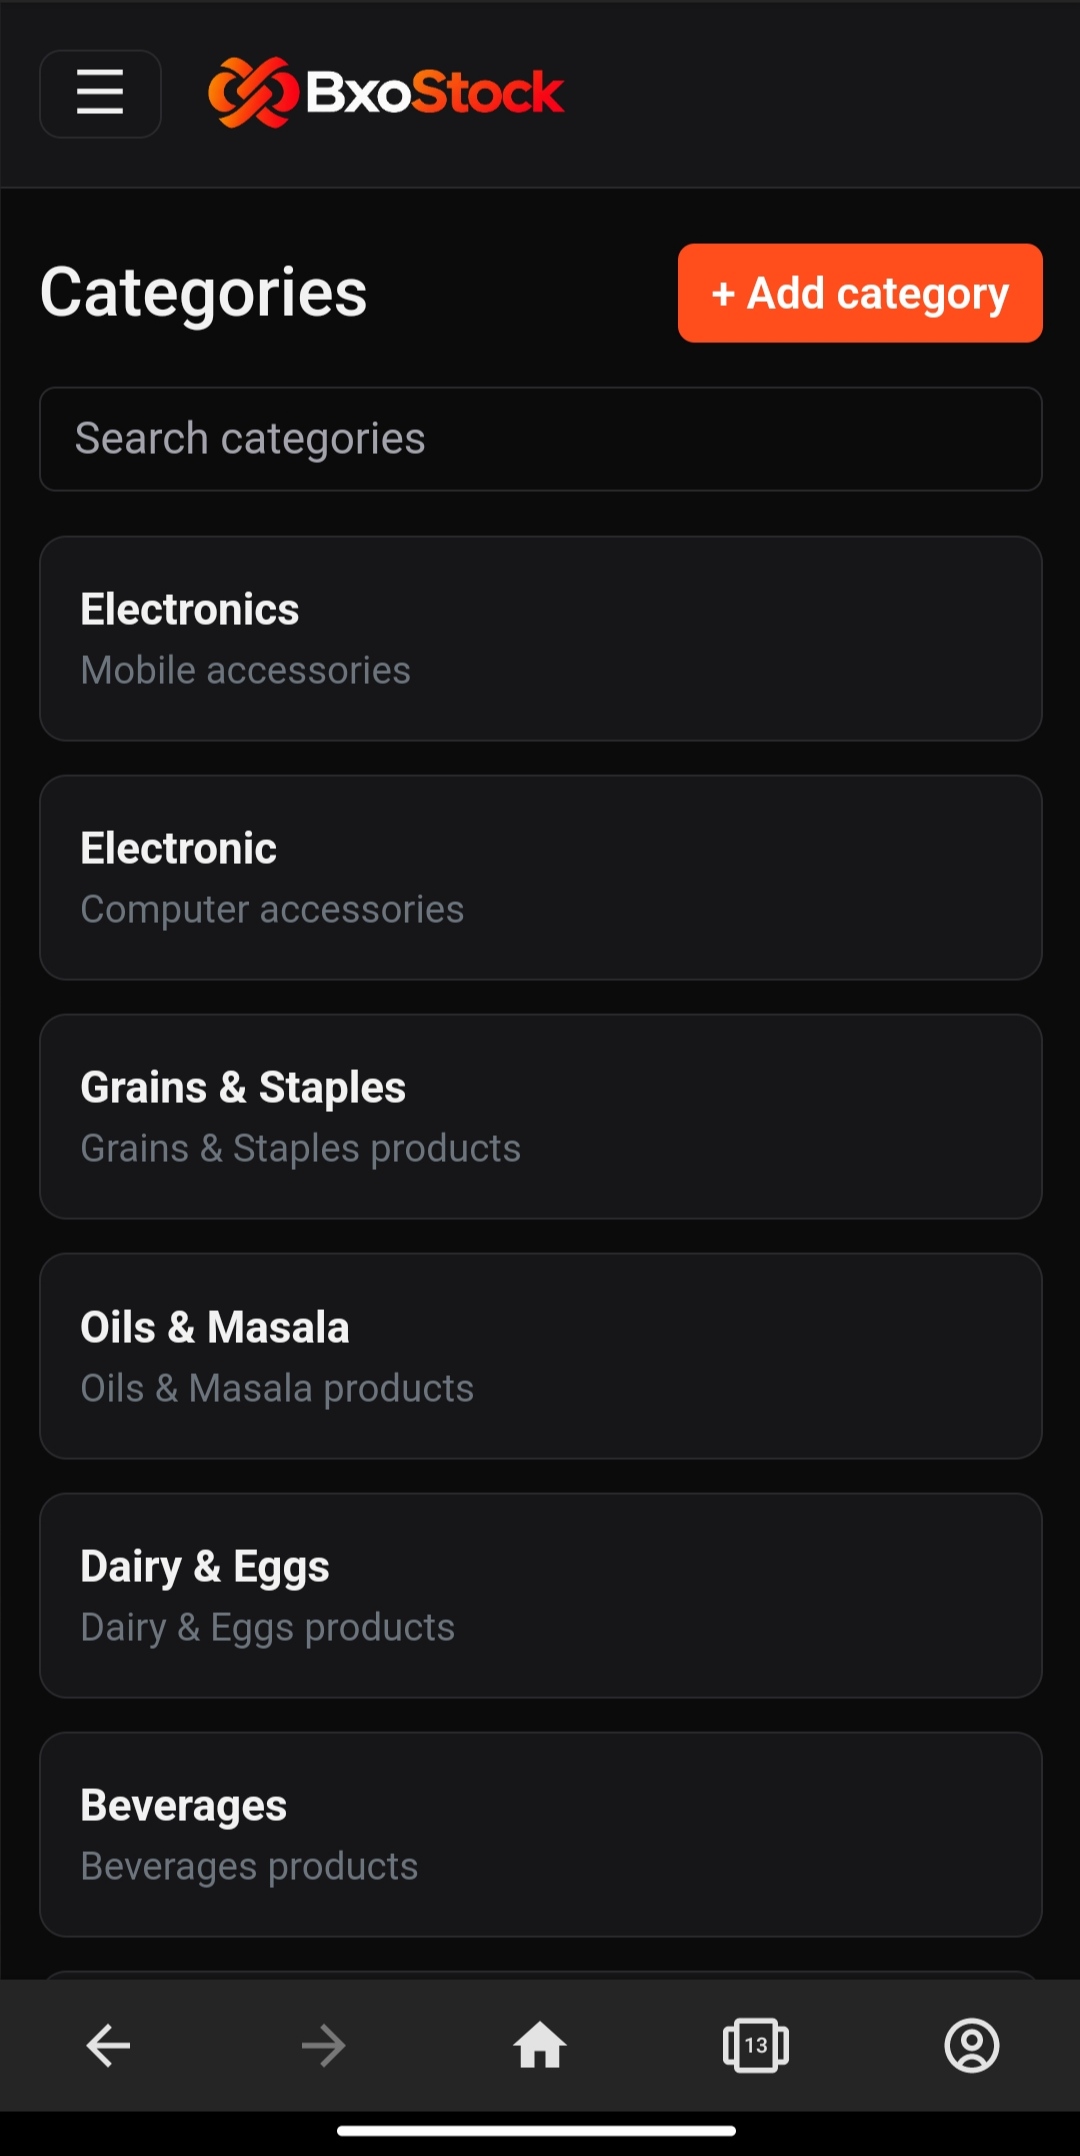 BxoStock
Categories
+ Add category
Search categories
Electronics
Mobile accessories
Electronic
Computer accessories
Grains & Staples
Grains & Staples products
Oils & Masala
Oils & Masala products
Dairy & Eggs
Dairy & Eggs products
Beverages
Beverages products
13